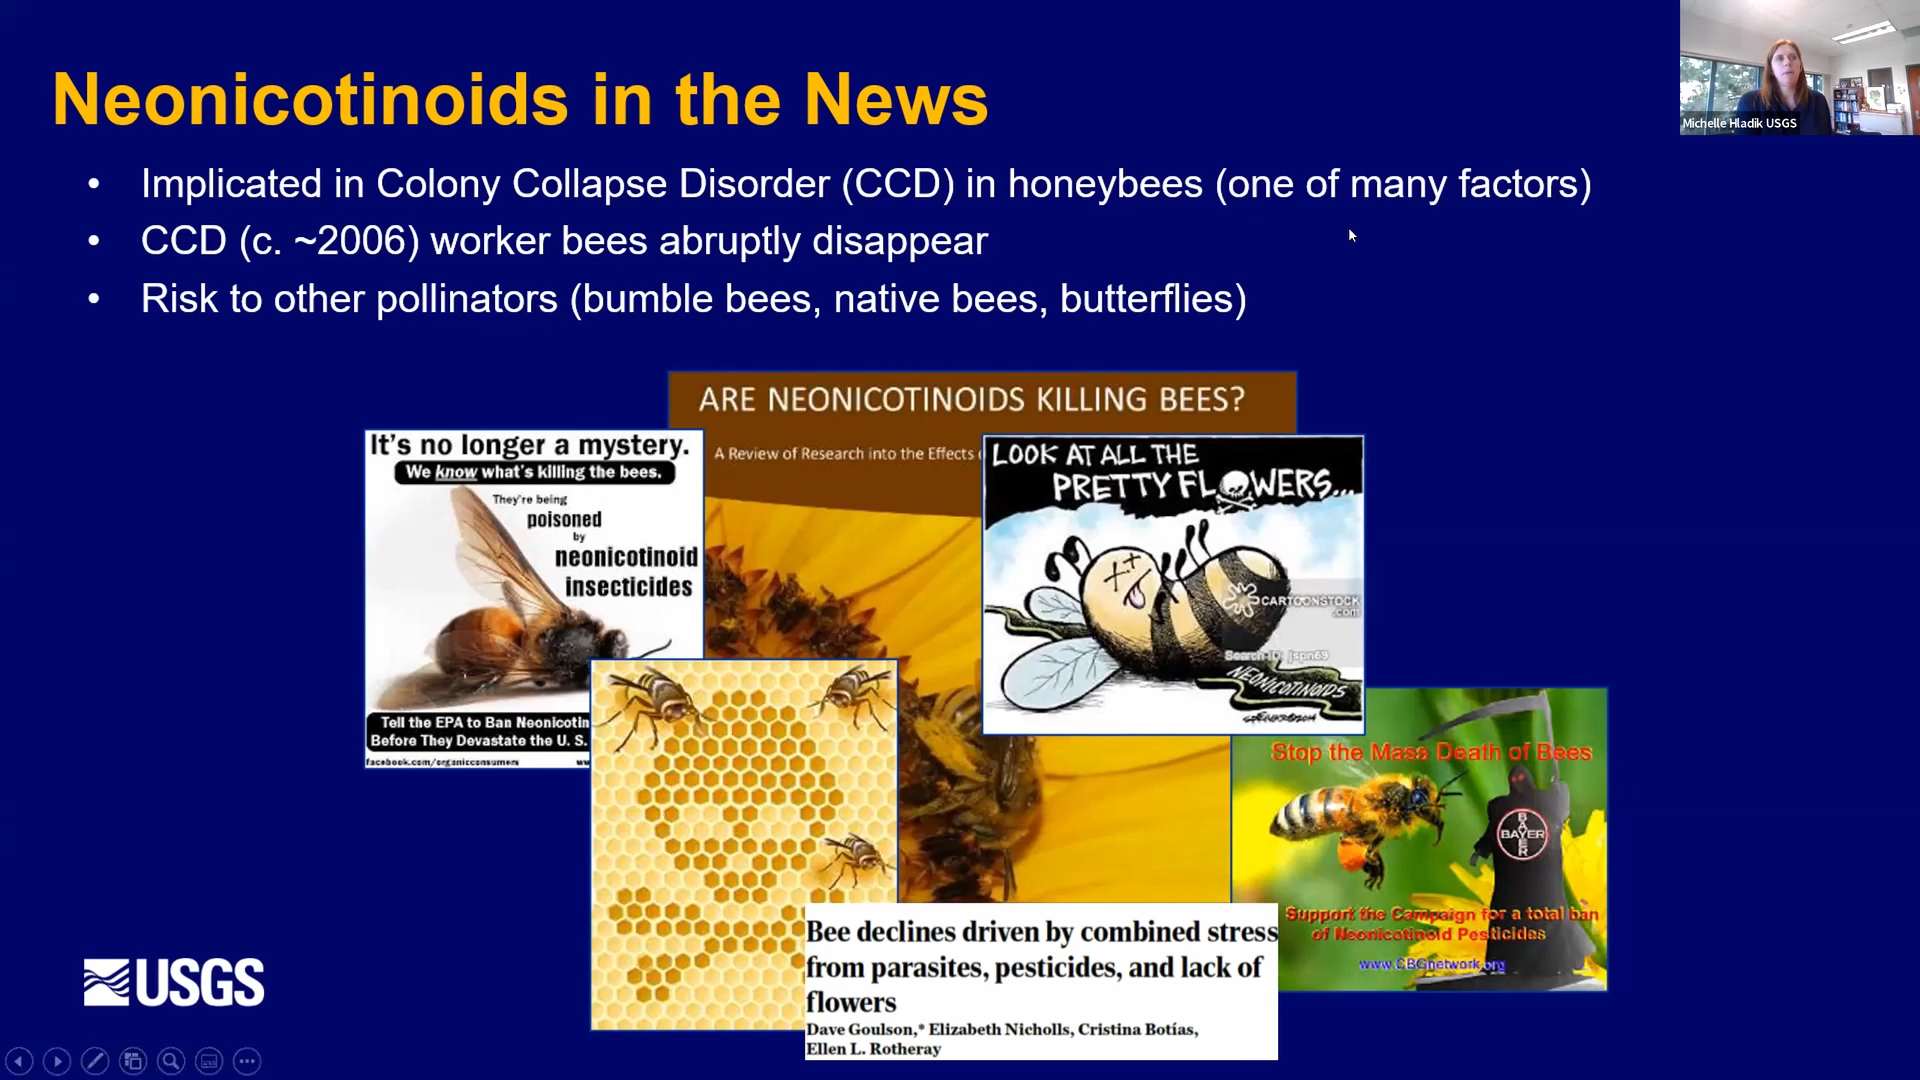 Neonicotinoids in the News
Michelle Hladik USGS
• Implicated in Colony Collapse Disorder (CCD) in honeybees (one of many factors)
• CCD (c. ~2006) worker bees abruptly disappear
• Risk to other pollinators (bumble bees, native bees, butterflies)
ARE NEONICOTINOIDS KILLING BEES?
A Review of Research into the Effects
It's no longer a mystery.
We know what's killing the bees.
They're being
poisoned
by
neonicotinoid
insecticides
Tell the EPA to Ban Neonicotin
Before They Devastate the U. S.
facebook.com/organicconsumers
LOOK AT ALL THE
PRETTY FLOWERS...
CARTOONSTOCK
.com
Search ID: jspn69
NEONICOTINOIDS
Stop the Mass Death of Bees
BAYER
BAYER
Support the Campaign for a total ban
of Neonicotinoid Pesticides
www.CBGnetwork.org
Bee declines driven by combined stress
from parasites, pesticides, and lack of
flowers
Dave Goulson,* Elizabeth Nicholls, Cristina Botías,
Ellen L. Rotheray
USGS